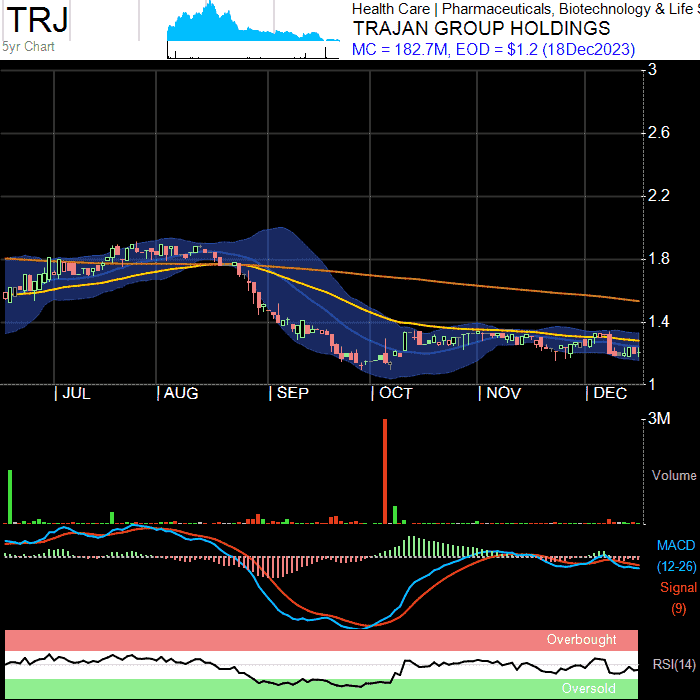 TRJ
5yr Chart
Health Care | Pharmaceuticals, Biotechnology & Life S
TRAJAN GROUP HOLDINGS
MC = 182.7M, EOD = $1.2 (18Dec2023)
3
2.6
2.2
1.8
1.4
1
| JUL | AUG | SEP | OCT | NOV | DEC
3M
Volume
MACD
(12-26)
Signal
(9)
Overbought
RSI(14)
Oversold